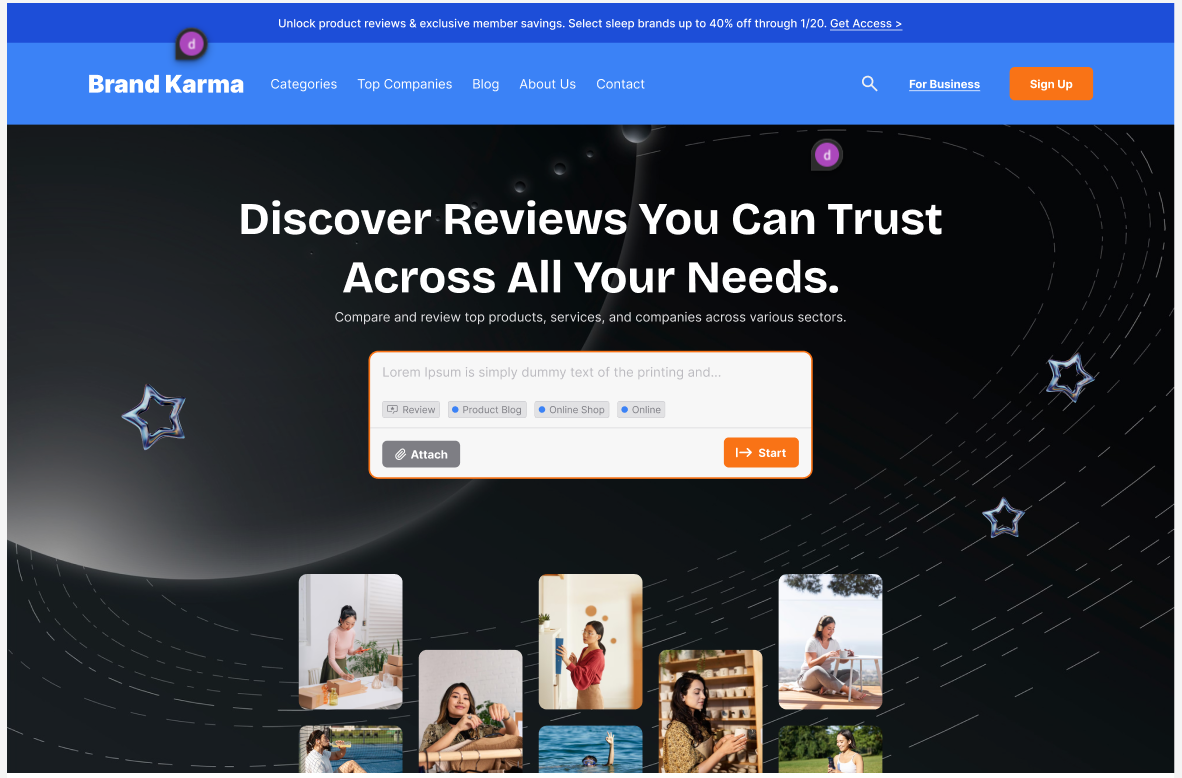 Unlock product reviews & exclusive member savings. Select sleep brands up to 40% off through 1/20. Get Access >
d
Brand Karma Categories Top Companies Blog About Us Contact For Business Sign Up
d
Discover Reviews You Can Trust
Across All Your Needs.
Compare and review top products, services, and companies across various sectors.
Lorem Ipsum is simply dummy text of the printing and...
Review Product Blog Online Shop Online
Attach Start